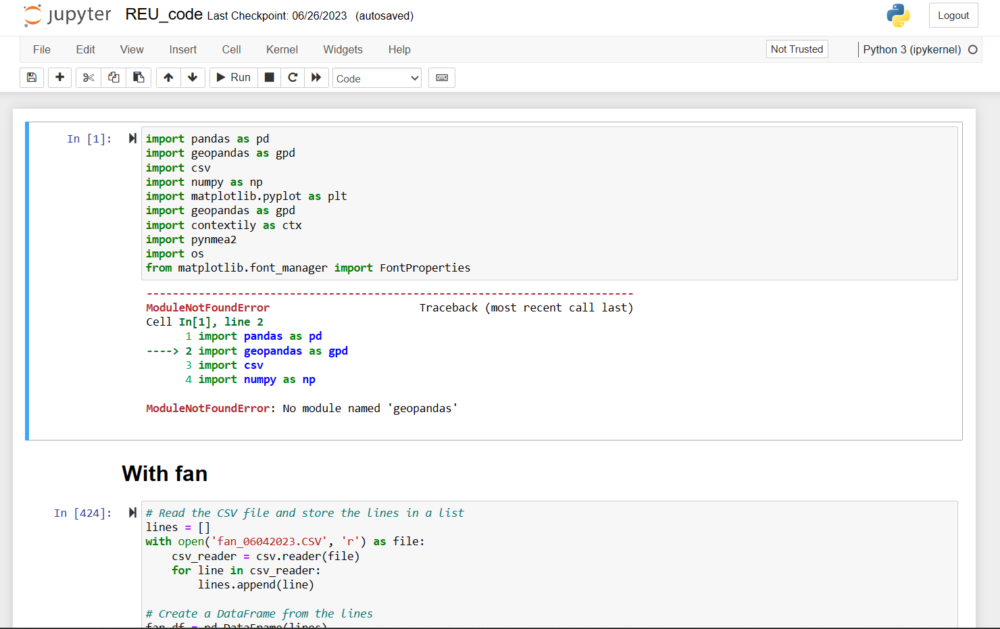 jupyter REU_code Last Checkpoint: 06/26/2023 (autosaved) Logout
File Edit View Insert Cell Kernel Widgets Help Not Trusted Python 3 (ipykernel)
Run Code
In [1]:
import pandas as pd
import geopandas as gpd
import csv
import numpy as np
import matplotlib.pyplot as plt
import geopandas as gpd
import contextily as ctx
import pynmea2
import os
from matplotlib.font_manager import FontProperties
---------------------------------------------------------------------------
ModuleNotFoundError                       Traceback (most recent call last)
Cell In[1], line 2
      1 import pandas as pd
----> 2 import geopandas as gpd
      3 import csv
      4 import numpy as np
ModuleNotFoundError: No module named 'geopandas'
With fan
In [424]:
# Read the CSV file and store the lines in a list
lines = []
with open('fan_06042023.CSV', 'r') as file:
    csv_reader = csv.reader(file)
    for line in csv_reader:
        lines.append(line)
# Create a DataFrame from the lines
fan_df = pd.DataFrame(lines)